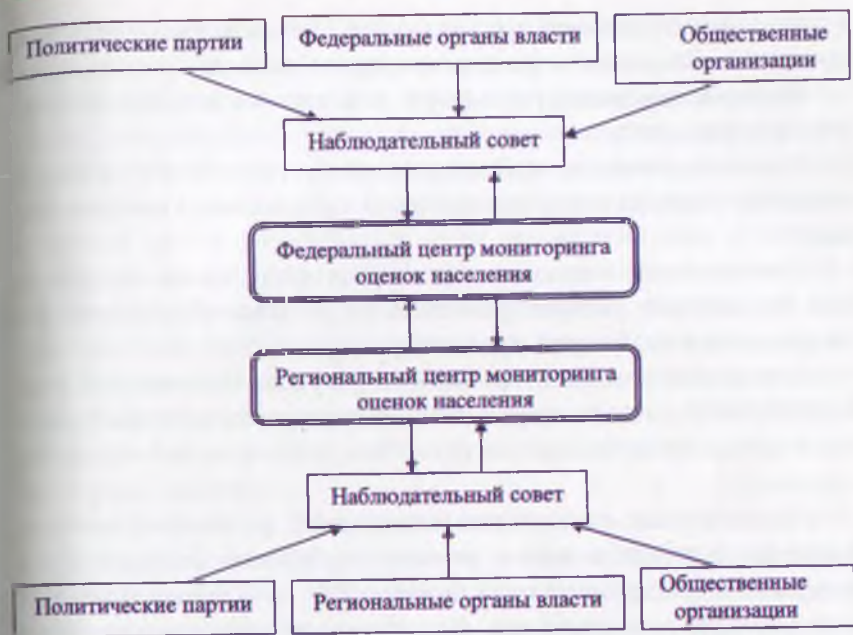 Политические партии
Федеральные органы власти
Общественные
организации
Наблюдательный совет
Федеральный центр мониторинга
оценок населения
Региональный центр мониторинга
оценок населения
Наблюдательный совет
Политические партии
Региональные органы власти
Общественные
организации